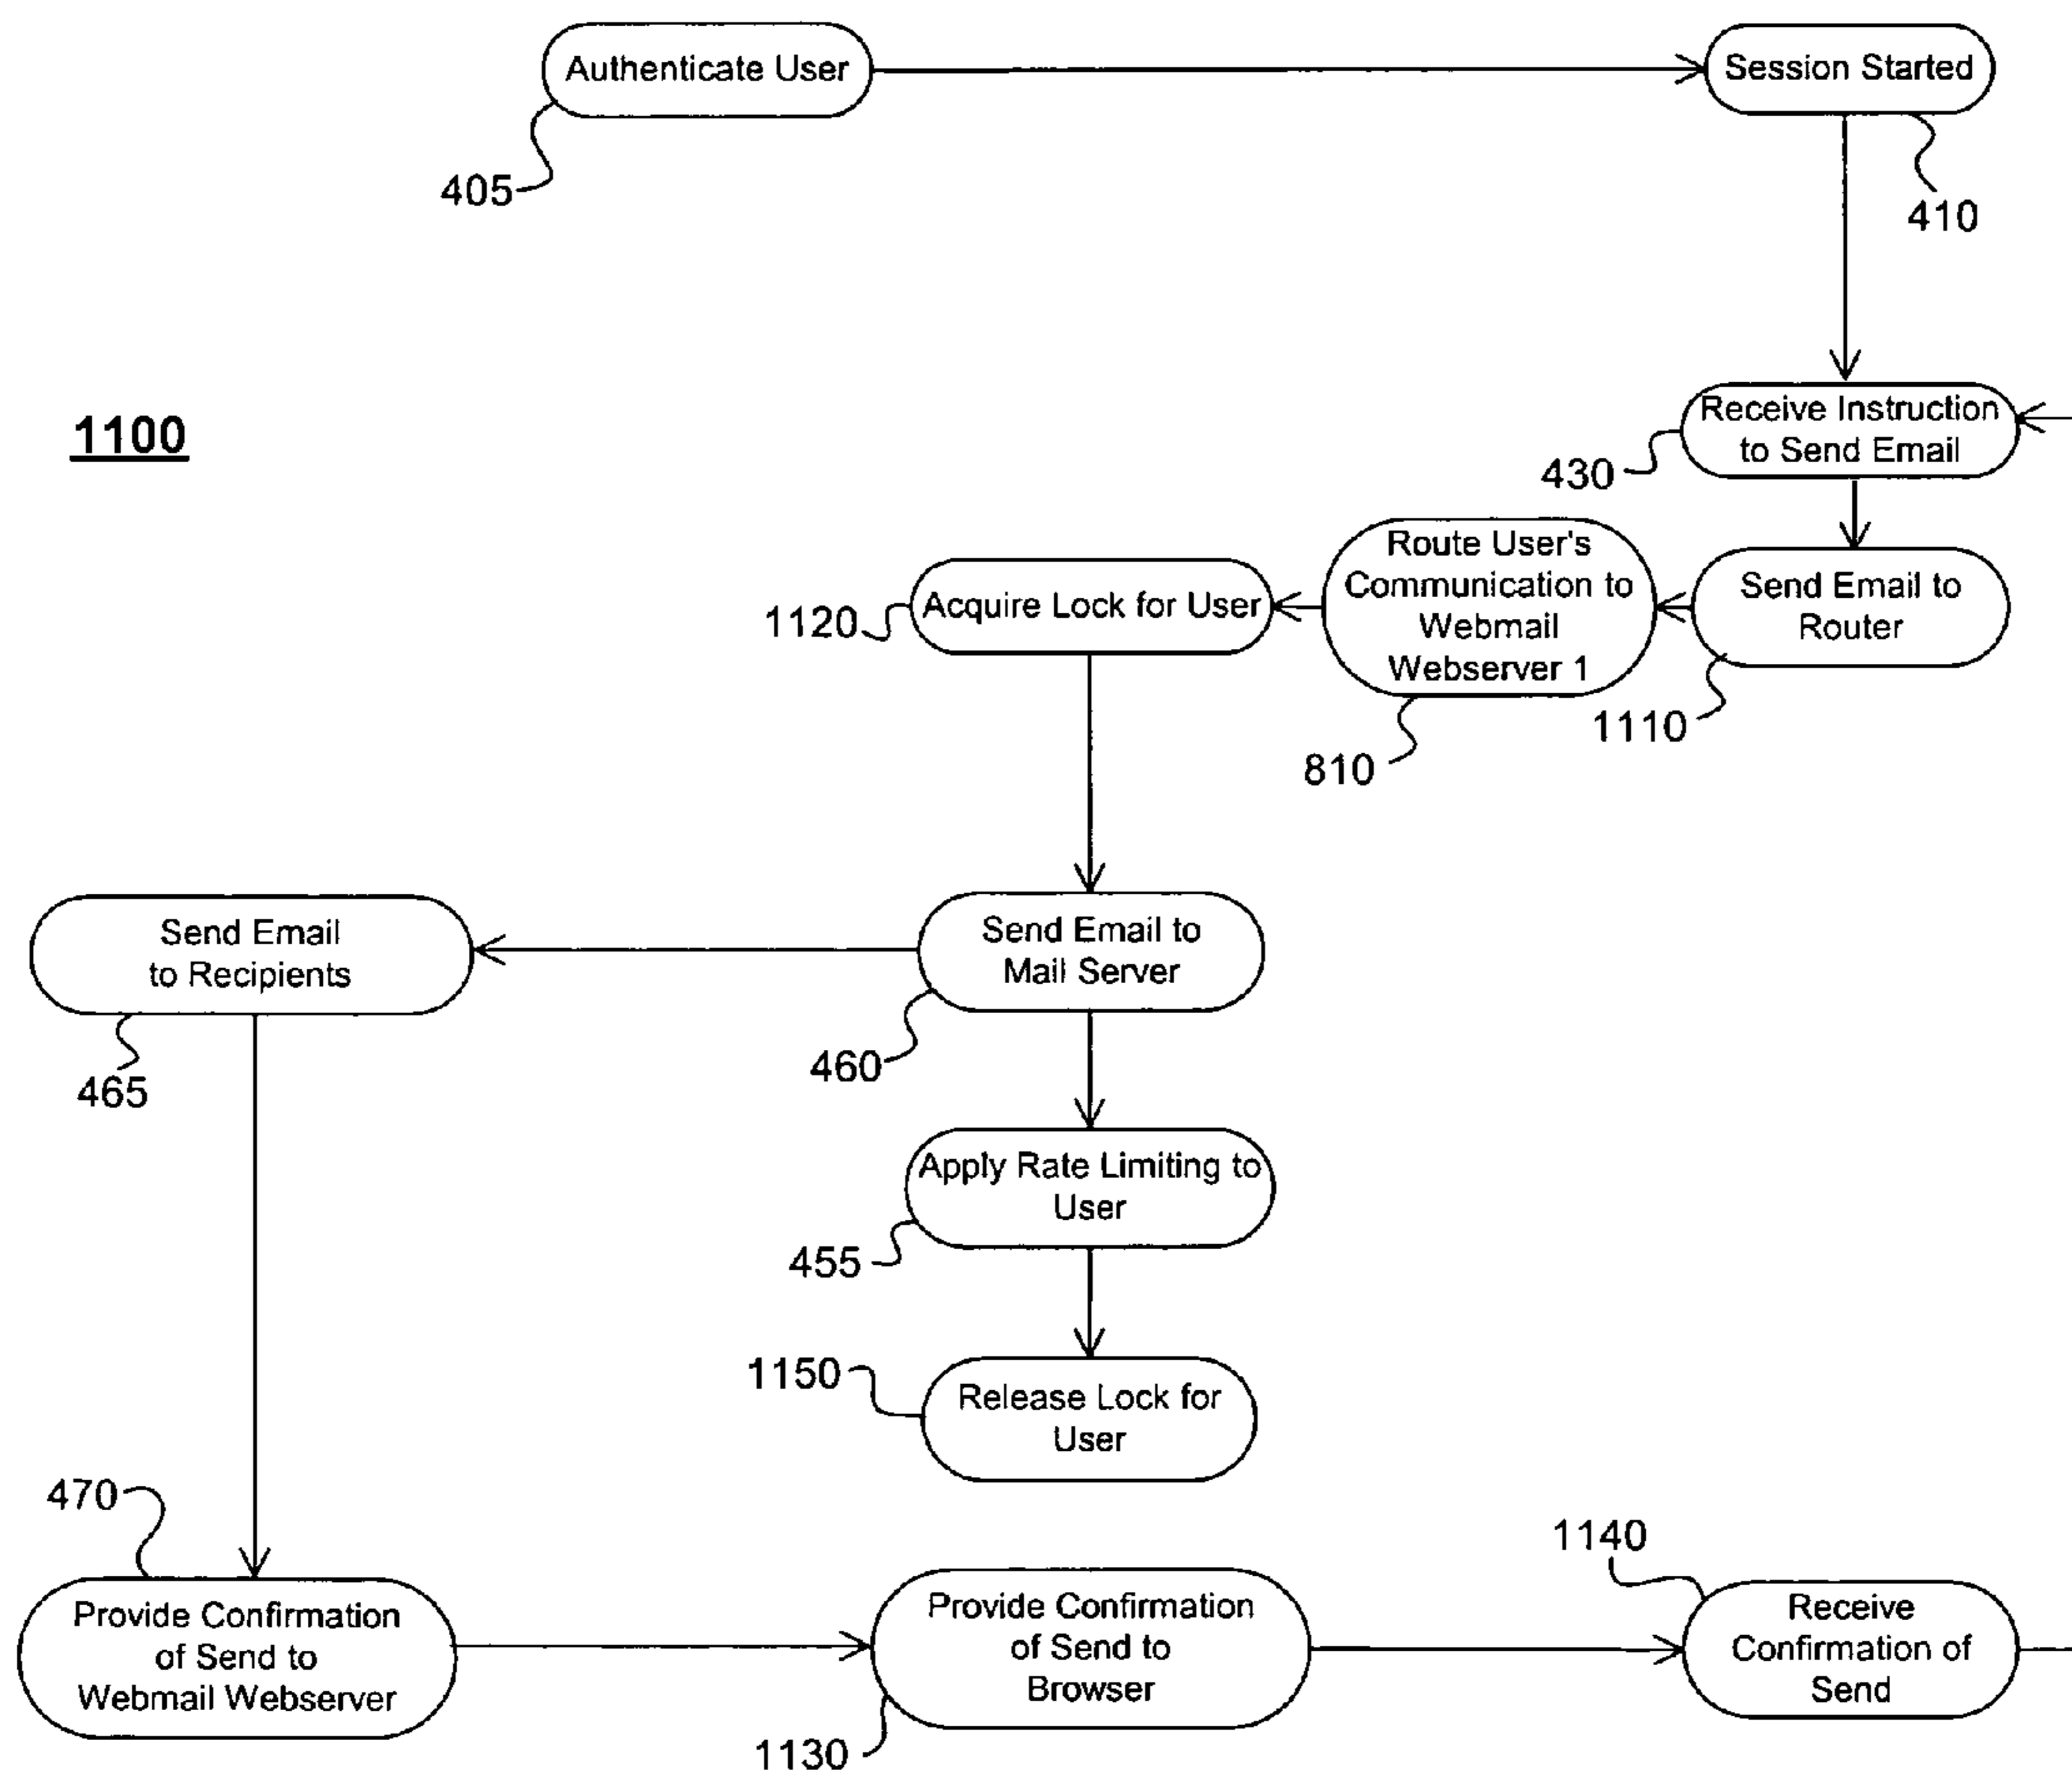 Authenticate User
Session Started
405
410
1100
Receive Instruction
to Send Email
430
Route User's
Communication to
Webmail
Webserver 1
Send Email to
Router
Acquire Lock for User
1120
1110
810
Send Email
to Recipients
Send Email to
Mail Server
460
465
Apply Rate Limiting to
User
455
1150
Release Lock for
User
470
1140
Provide Confirmation
of Send to
Webmail Webserver
Provide Confirmation
of Send to
Browser
Receive
Confirmation of
Send
1130